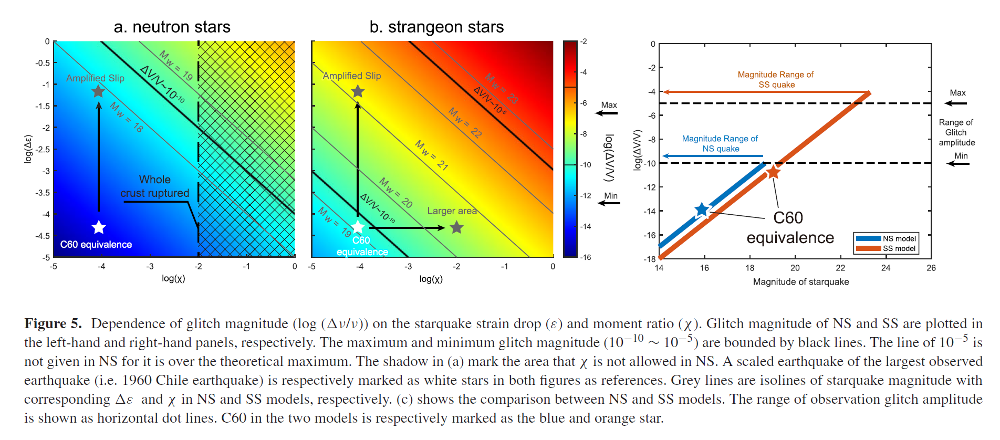 a. neutron stars
0
-0.5
-1
-1.5
-2
-2.5
-3
-3.5
-4
-4.5
-5
log(Δε)
-5
-4
-3
-2
-1
0
log(χ)
Amplified Slip
Mw = 19
ΔV/V~10-10
Mw = 18
Whole
crust ruptured
C60 equivalence
b. strangeon stars
Amplified Slip
Mw = 23
ΔV/V~10-5
Mw = 22
Mw = 21
Mw = 20
ΔV/V~10-10
Mw = 19
Larger area
C60
equivalence
-5
-4
-3
-2
-1
0
log(χ)
-2
-4
-6
-8
-10
-12
-14
-16
log(ΔV/V)
Max
Min
0
-2
-4
-6
-8
-10
-12
-14
-16
-18
log(ΔV/V)
14
16
18
20
22
24
26
Magnitude of starquake
Magnitude Range of
SS quake
Magnitude Range of
NS quake
C60
equivalence
NS model
SS model
Max
Range of
Glitch
amplitude
Min
Figure 5. Dependence of glitch magnitude (log (Δν/ν)) on the starquake strain drop (ε) and moment ratio (χ). Glitch magnitude of NS and SS are plotted in
the left-hand and right-hand panels, respectively. The maximum and minimum glitch magnitude (10−10 ∼ 10−5) are bounded by black lines. The line of 10−5 is
not given in NS for it is over the theoretical maximum. The shadow in (a) mark the area that χ is not allowed in NS. A scaled earthquake of the largest observed
earthquake (i.e. 1960 Chile earthquake) is respectively marked as white stars in both figures as references. Grey lines are isolines of starquake magnitude with
corresponding Δε and χ in NS and SS models, respectively. (c) shows the comparison between NS and SS models. The range of observation glitch amplitude
is shown as horizontal dot lines. C60 in the two models is respectively marked as the blue and orange star.